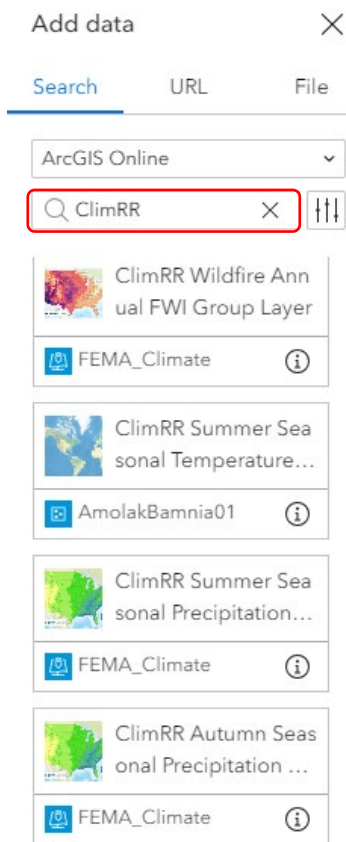 Add data
Search URL File
ArcGIS Online
ClimRR
ClimRR Wildfire Ann
ual FWI Group Layer
FEMA_Climate
ClimRR Summer Sea
sonal Temperature...
AmolakBamnia01
ClimRR Summer Sea
sonal Precipitation...
FEMA_Climate
ClimRR Autumn Seas
onal Precipitation ...
FEMA_Climate